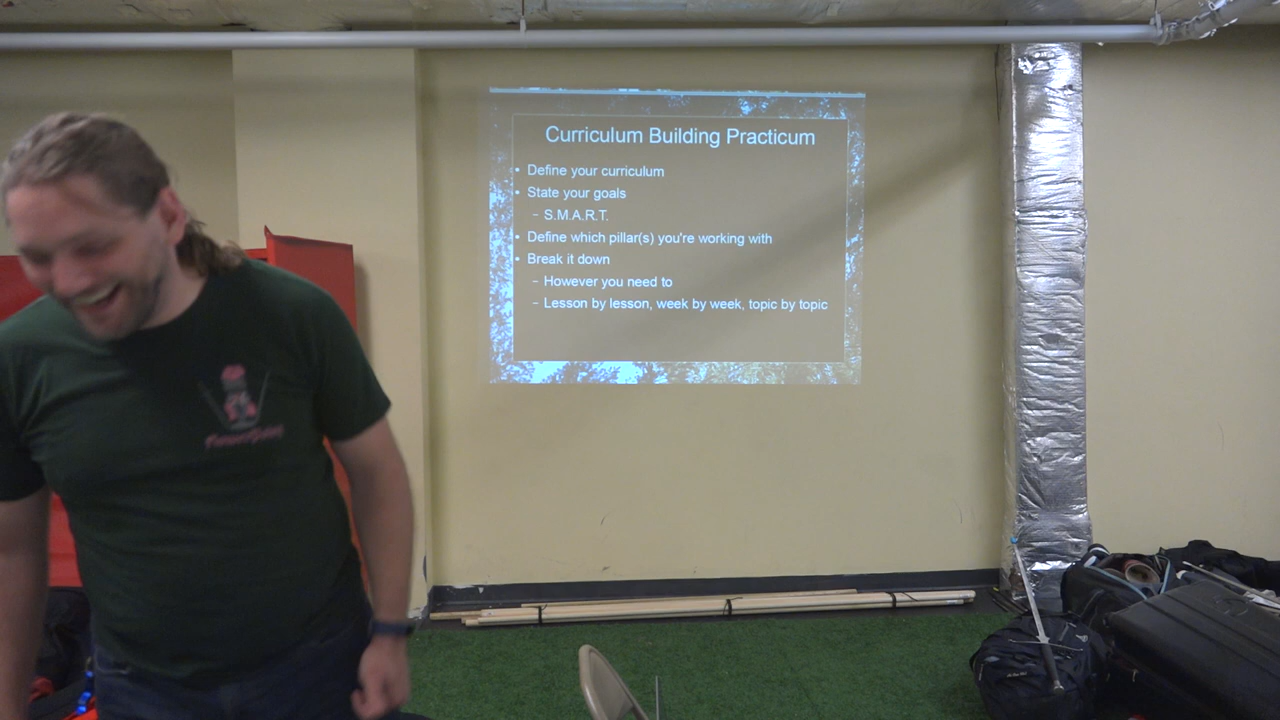 Curriculum Building Practicum
• Define your curriculum
• State your goals
– S.M.A.R.T.
• Define which pillar(s) you're working with
• Break it down
– However you need to
– Lesson by lesson, week by week, topic by topic